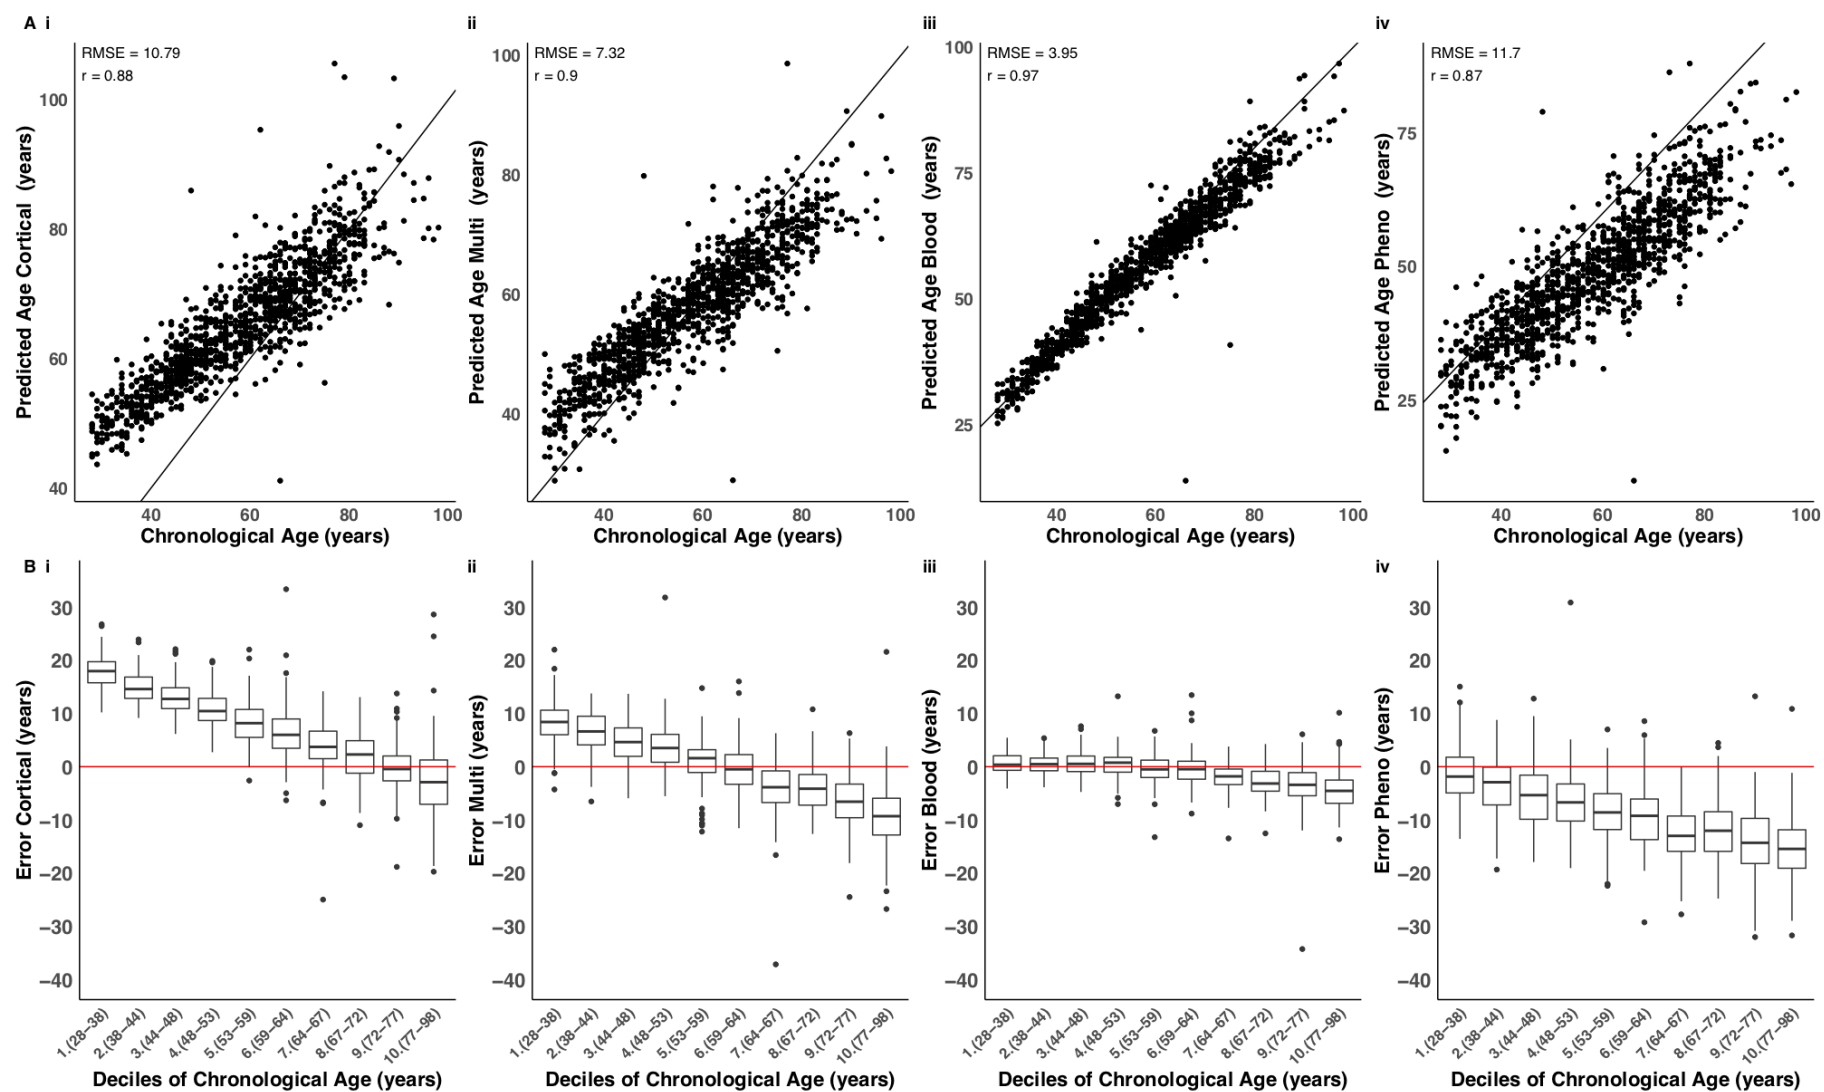 A i
RMSE = 10.79
r = 0.88
100
80
60
40
Predicted Age Cortical (years)
40 60 80 100
Chronological Age (years)
ii
RMSE = 7.32
r = 0.9
100
80
60
40
Predicted Age Multi (years)
40 60 80 100
Chronological Age (years)
iii
RMSE = 3.95
r = 0.97
100
75
50
25
Predicted Age Blood (years)
40 60 80 100
Chronological Age (years)
iv
RMSE = 11.7
r = 0.87
75
50
25
Predicted Age Pheno (years)
40 60 80 100
Chronological Age (years)
B i
30
20
10
0
−10
−20
−30
−40
Error Cortical (years)
1,(28–38)
2,(38–44)
3,(44–48)
4,(48–53)
5,(53–59)
6,(59–64)
7,(64–67)
8,(67–72)
9,(72–77)
10,(77–98)
Deciles of Chronological Age (years)
ii
30
20
10
0
−10
−20
−30
−40
Error Multi (years)
1,(28–38)
2,(38–44)
3,(44–48)
4,(48–53)
5,(53–59)
6,(59–64)
7,(64–67)
8,(67–72)
9,(72–77)
10,(77–98)
Deciles of Chronological Age (years)
iii
30
20
10
0
−10
−20
−30
−40
Error Blood (years)
1,(28–38)
2,(38–44)
3,(44–48)
4,(48–53)
5,(53–59)
6,(59–64)
7,(64–67)
8,(67–72)
9,(72–77)
10,(77–98)
Deciles of Chronological Age (years)
iv
30
20
10
0
−10
−20
−30
−40
Error Pheno (years)
1,(28–38)
2,(38–44)
3,(44–48)
4,(48–53)
5,(53–59)
6,(59–64)
7,(64–67)
8,(67–72)
9,(72–77)
10,(77–98)
Deciles of Chronological Age (years)